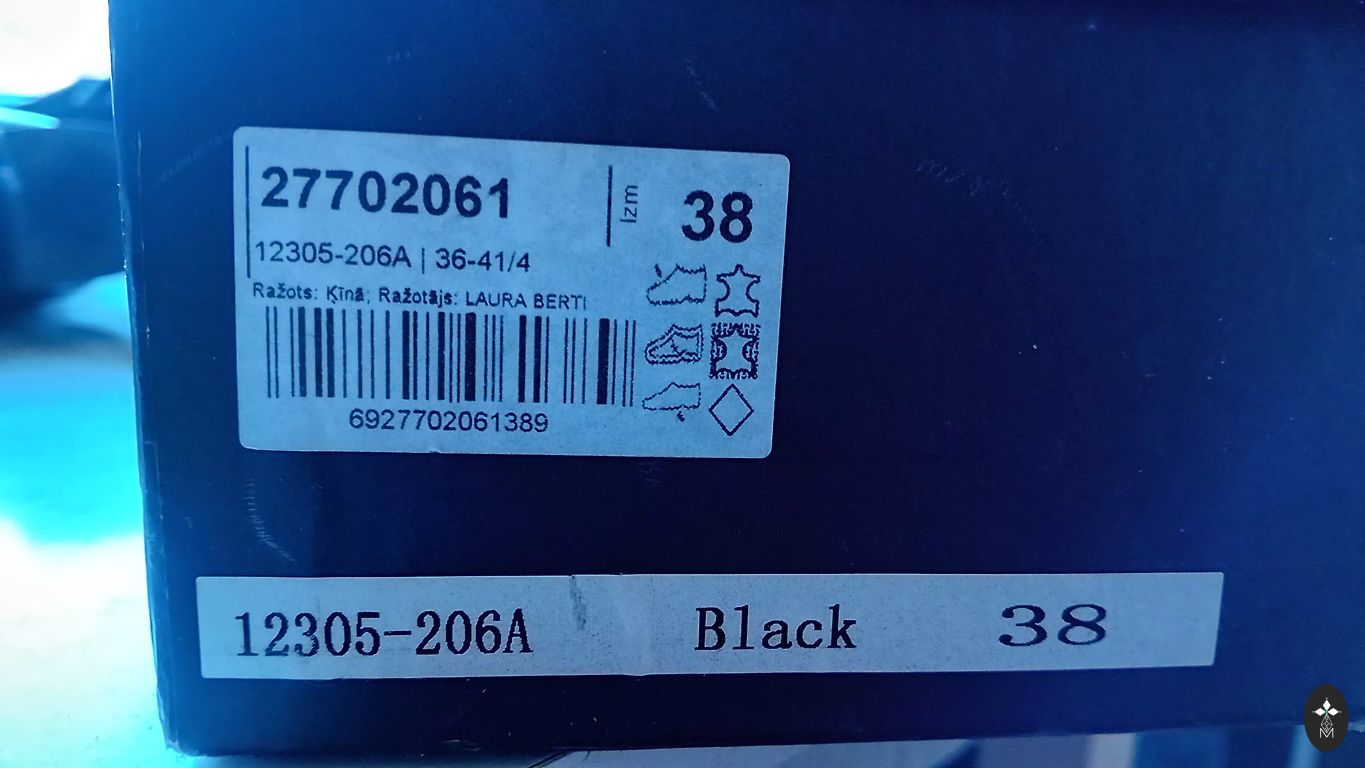 27702061
Izm
38
12305-206A | 36-41/4
Ražots: Ķīnā; Ražotājs: LAURA BERTI
6927702061389
12305-206A Black 38
M